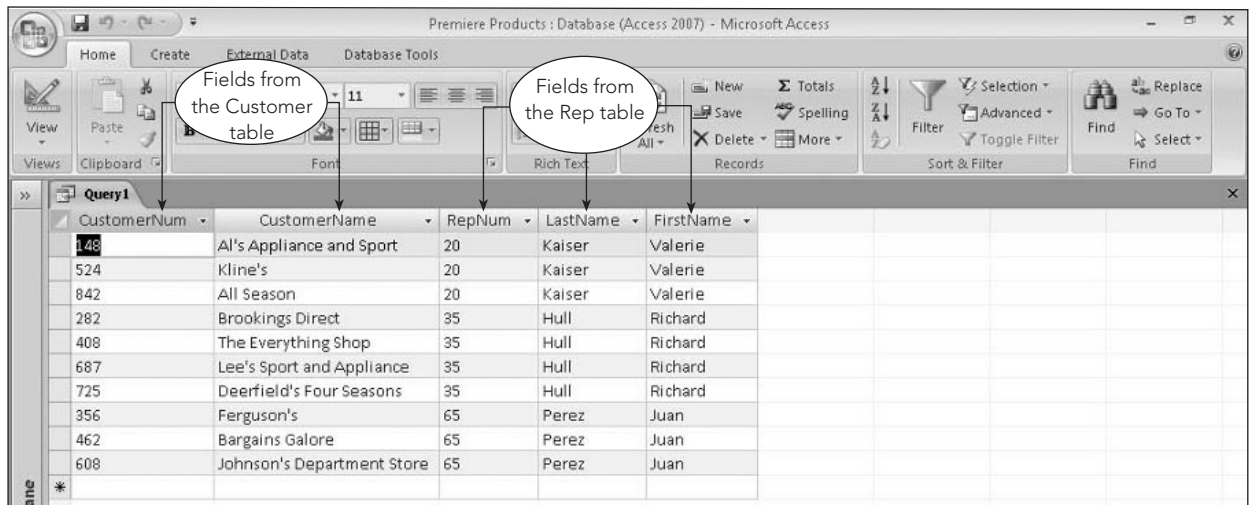 Premiere Products : Database (Access 2007) - Microsoft Access
Home Create External Data Database Tools
Fields from
the Customer
table
Fields from
the Rep table
View
Paste
11
B
All
New
Save
Delete
Σ Totals
Spelling
More
Filter
Selection
Advanced
Toggle Filter
Find
Replace
Go To
Select
Views Clipboard Font Rich Text Records Sort & Filter Find
Query1
CustomerNum CustomerName RepNum LastName FirstName
148 Al's Appliance and Sport 20 Kaiser Valerie
524 Kline's 20 Kaiser Valerie
842 All Season 20 Kaiser Valerie
282 Brookings Direct 35 Hull Richard
408 The Everything Shop 35 Hull Richard
687 Lee's Sport and Appliance 35 Hull Richard
725 Deerfield's Four Seasons 35 Hull Richard
356 Ferguson's 65 Perez Juan
462 Bargains Galore 65 Perez Juan
608 Johnson's Department Store 65 Perez Juan